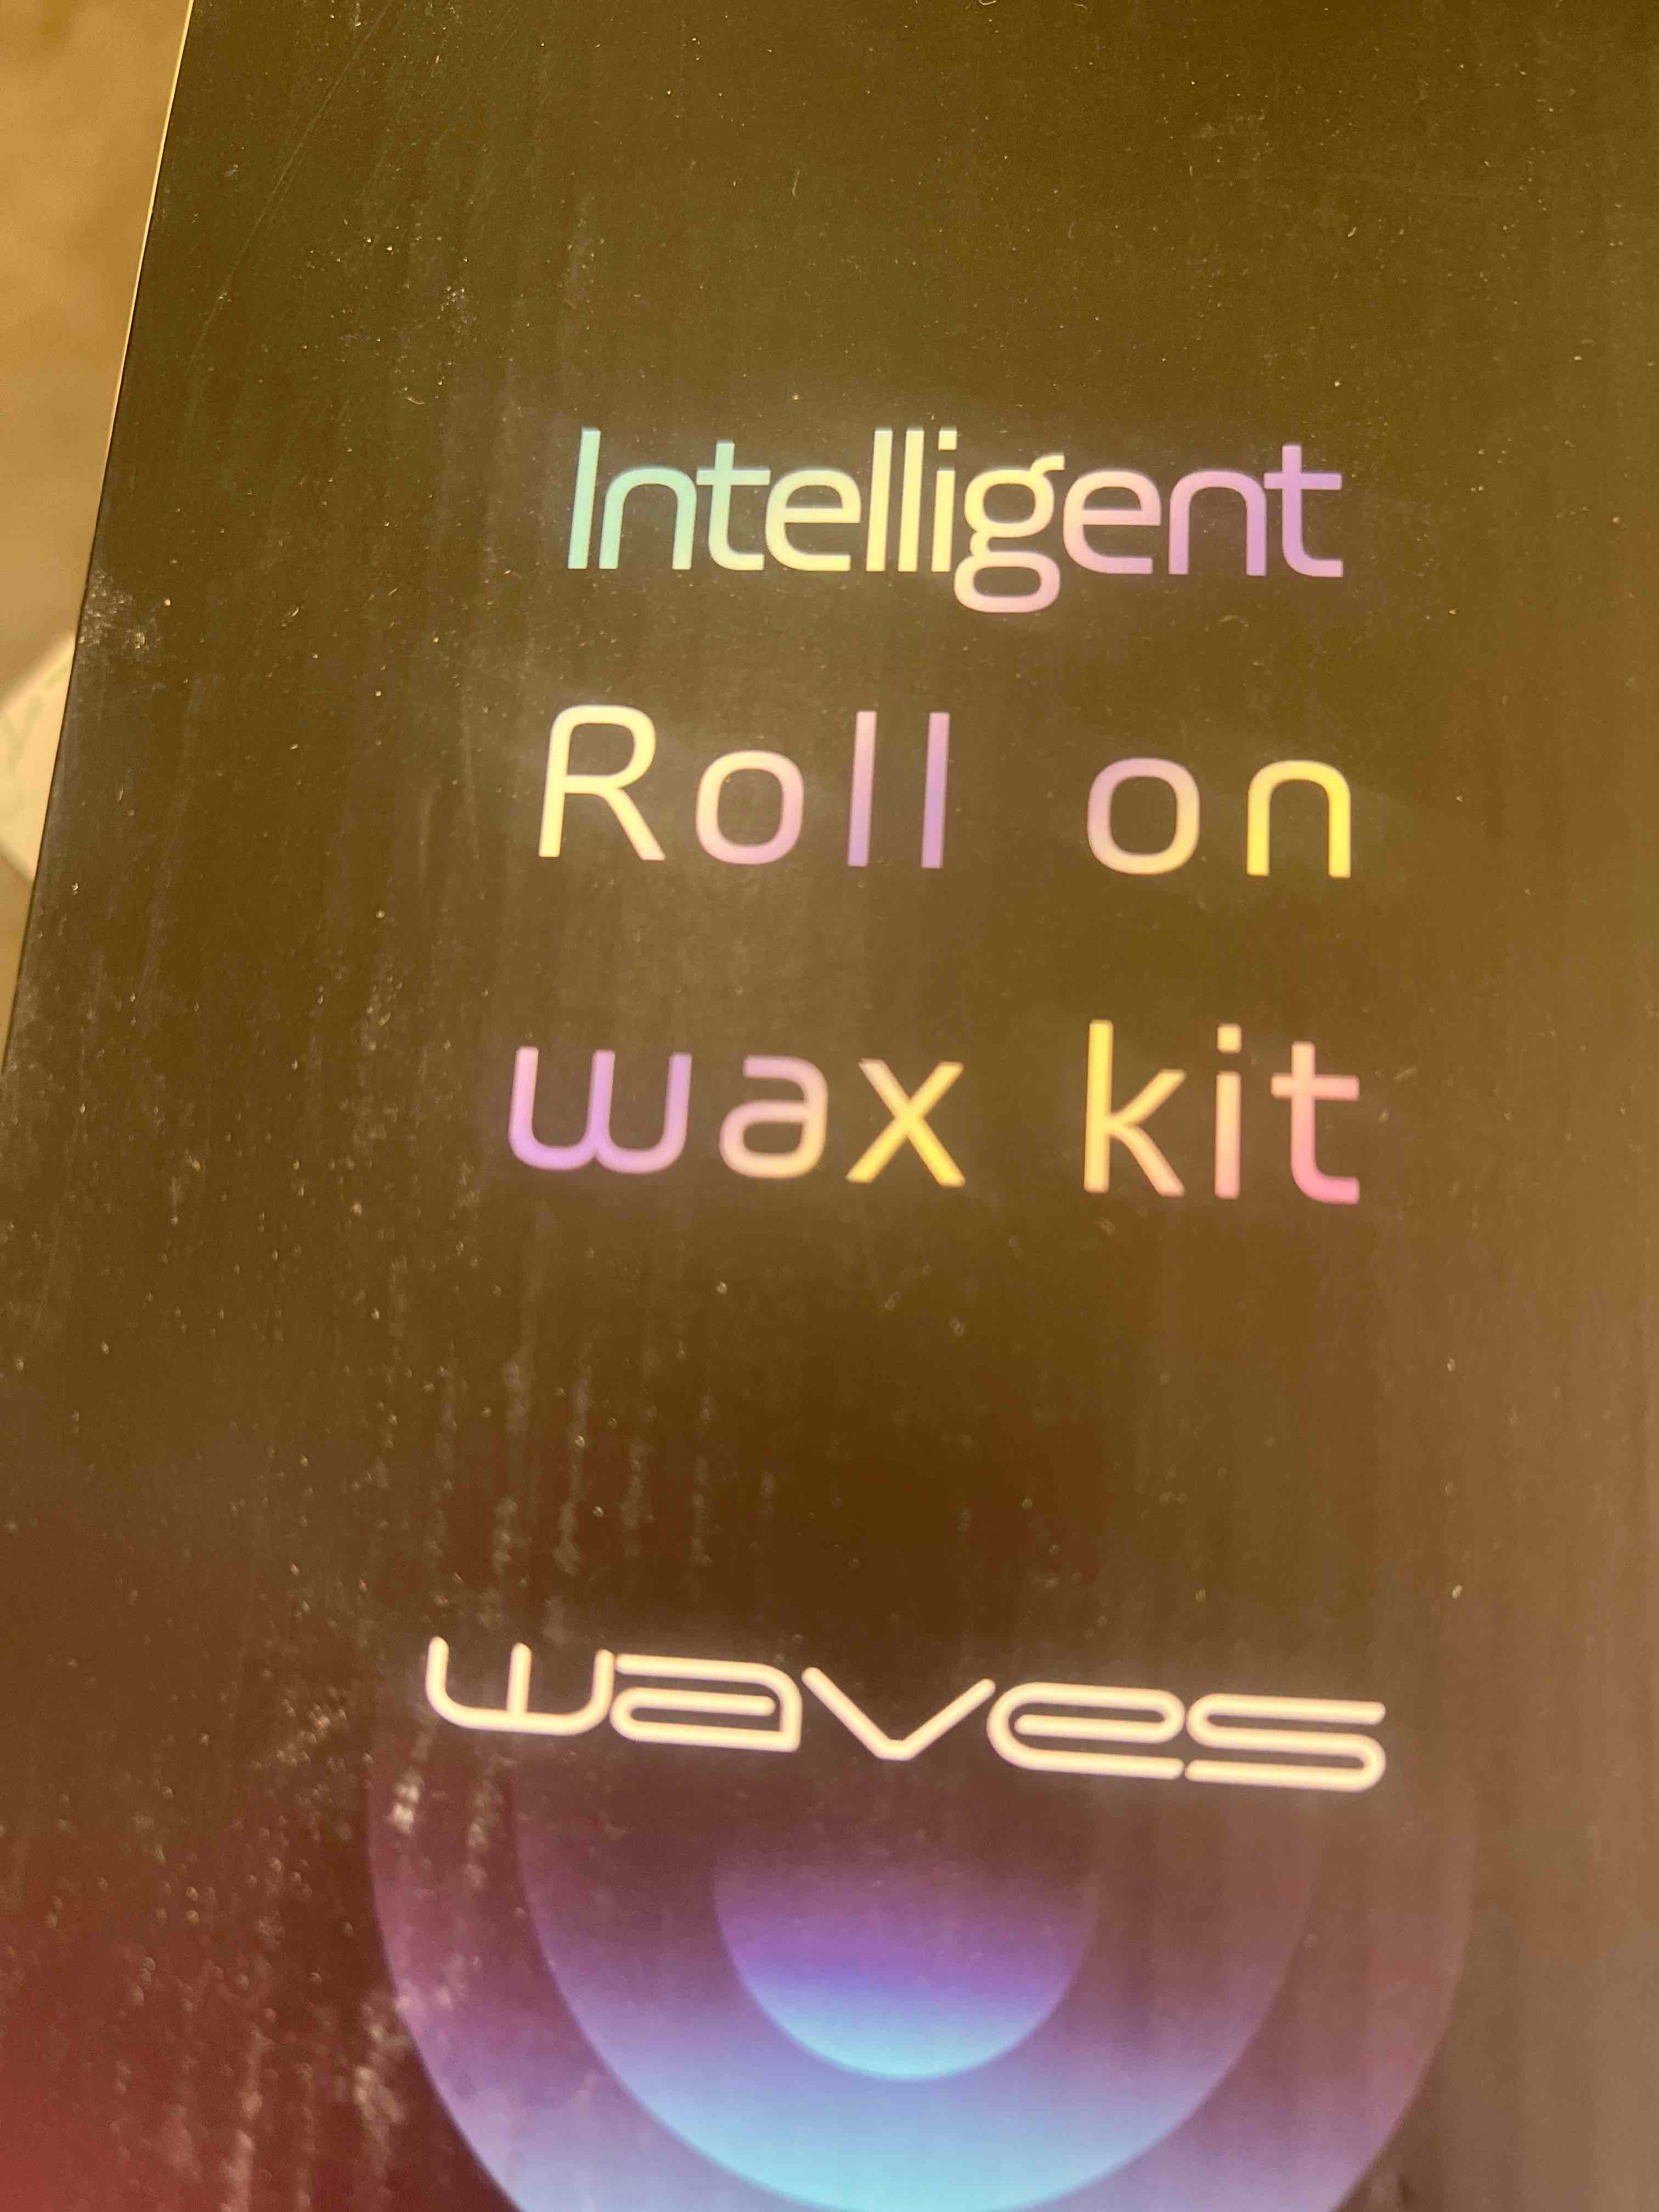 Intelligent
Roll on
wax kit
waves